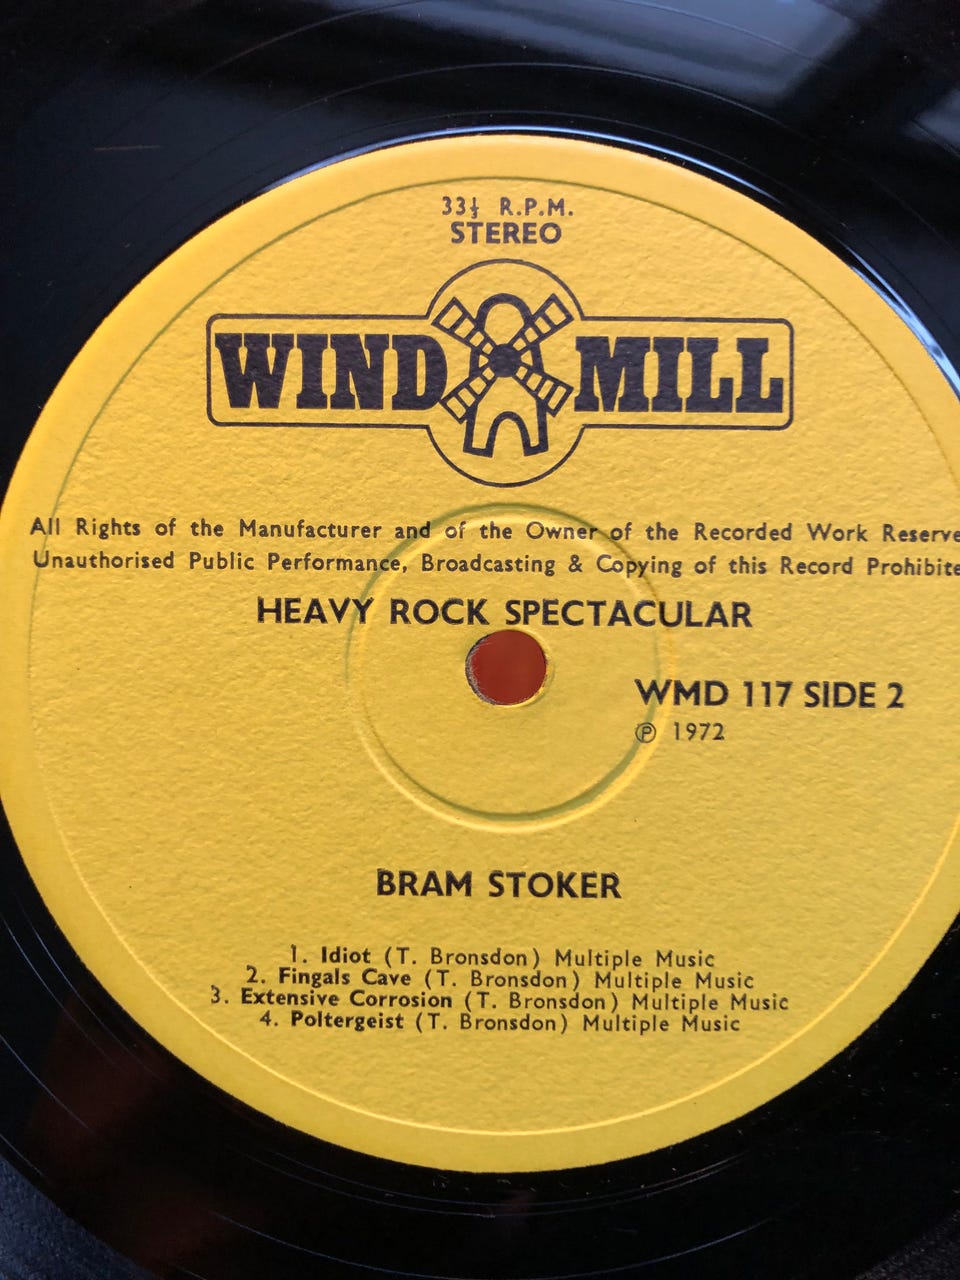 33⅓ R.P.M.
STEREO
WINDMILL
All Rights of the Manufacturer and of the Owner of the Recorded Work Reserve
Unauthorised Public Performance, Broadcasting & Copying of this Record Prohibite
HEAVY ROCK SPECTACULAR
WMD 117 SIDE 2
℗ 1972
BRAM STOKER
1. Idiot (T. Bronsdon) Multiple Music
2. Fingals Cave (T. Bronsdon) Multiple Music
3. Extensive Corrosion (T. Bronsdon) Multiple Music
4. Poltergeist (T. Bronsdon) Multiple Music